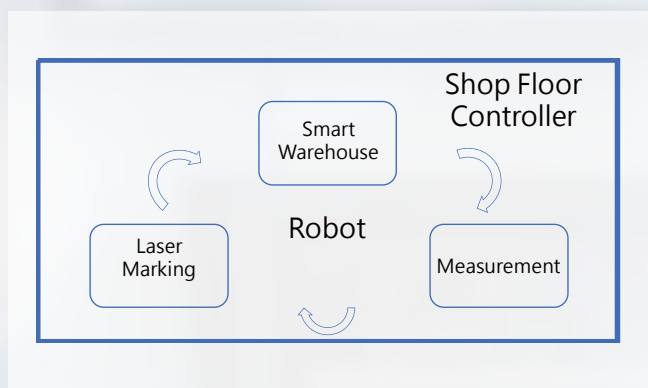 Shop Floor
Controller
Smart
Warehouse
Robot
Laser
Marking
Measurement